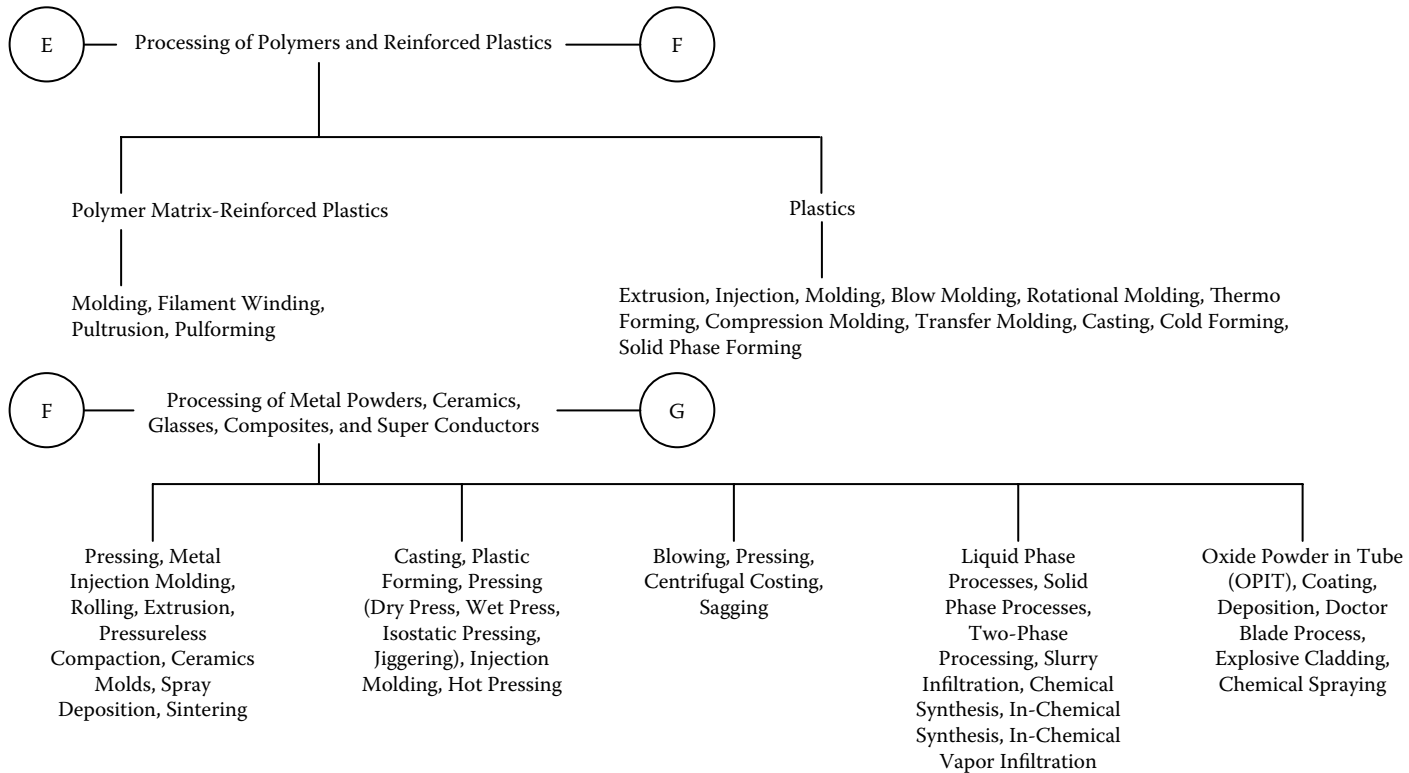 E
Processing of Polymers and Reinforced Plastics
F
Polymer Matrix-Reinforced Plastics
Plastics
Molding, Filament Winding,
Pultrusion, Pulforming
Extrusion, Injection, Molding, Blow Molding, Rotational Molding, Thermo
Forming, Compression Molding, Transfer Molding, Casting, Cold Forming,
Solid Phase Forming
F
Processing of Metal Powders, Ceramics,
Glasses, Composites, and Super Conductors
G
Pressing, Metal
Injection Molding,
Rolling, Extrusion,
Pressureless
Compaction, Ceramics
Molds, Spray
Deposition, Sintering
Casting, Plastic
Forming, Pressing
(Dry Press, Wet Press,
Isostatic Pressing,
Jiggering), Injection
Molding, Hot Pressing
Blowing, Pressing,
Centrifugal Costing,
Sagging
Liquid Phase
Processes, Solid
Phase Processes,
Two-Phase
Processing, Slurry
Infiltration, Chemical
Synthesis, In-Chemical
Synthesis, In-Chemical
Vapor Infiltration
Oxide Powder in Tube
(OPIT), Coating,
Deposition, Doctor
Blade Process,
Explosive Cladding,
Chemical Spraying